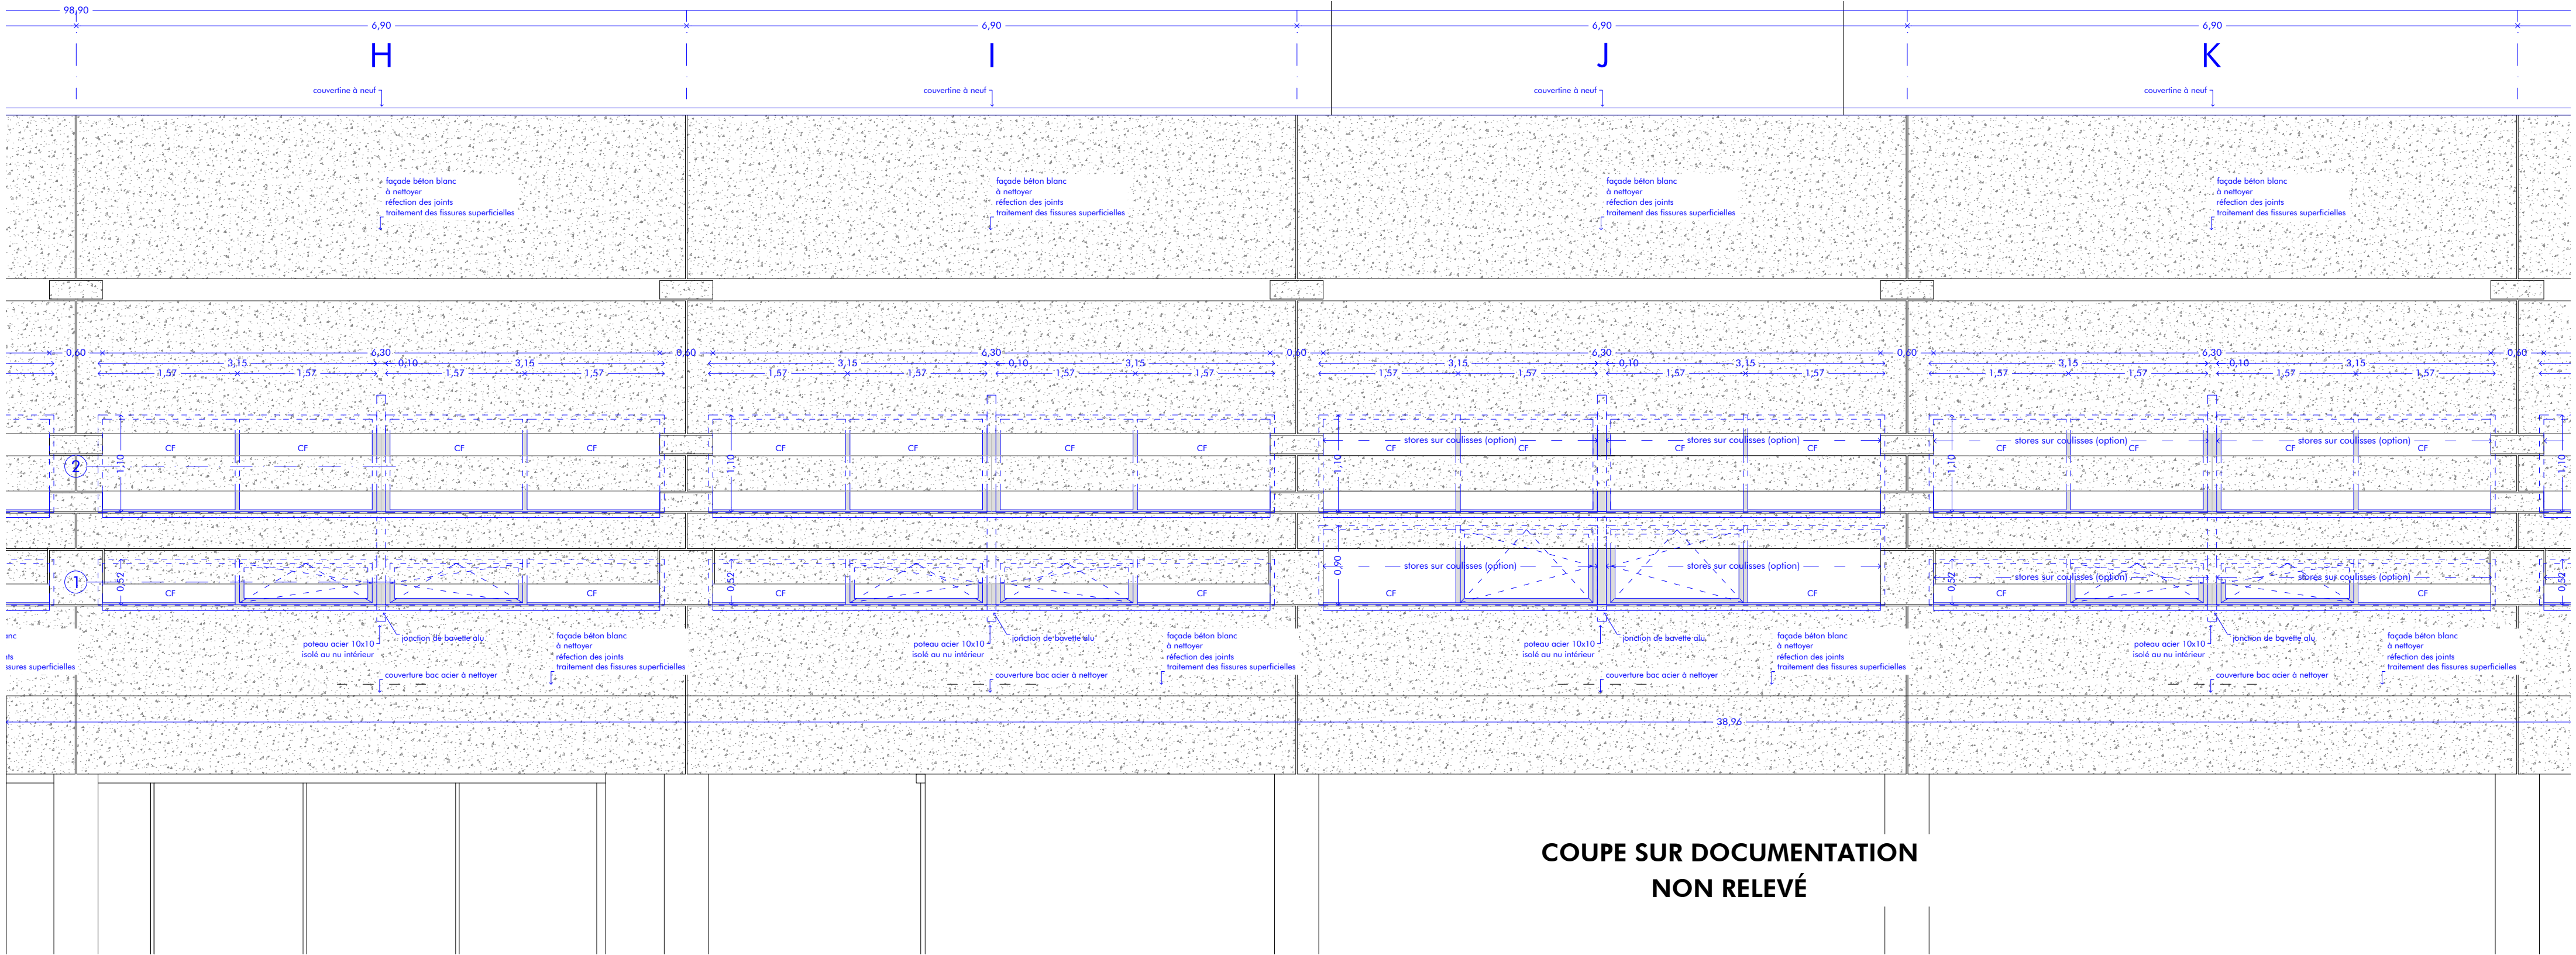 98,90
6,90
6,90
6,90
6,90
H
I
J
K
couvertine à neuf
couvertine à neuf
couvertine à neuf
couvertine à neuf
façade béton blanc
à nettoyer
réfection des joints
traitement des fissures superficielles
façade béton blanc
à nettoyer
réfection des joints
traitement des fissures superficielles
façade béton blanc
à nettoyer
réfection des joints
traitement des fissures superficielles
façade béton blanc
à nettoyer
réfection des joints
traitement des fissures superficielles
0,60 6,30 0,60 6,30 0,60 6,30 0,60 6,30 0,60
3,15 0,10 3,15 3,15 0,10 3,15 3,15 0,10 3,15 3,15 0,10 3,15
1,57 1,57 1,57 1,57 1,57 1,57 1,57 1,57 1,57 1,57 1,57 1,57 1,57 1,57 1,57 1,57
stores sur coulisses (option) stores sur coulisses (option) stores sur coulisses (option) stores sur coulisses (option)
CF CF CF CF CF CF CF CF CF CF CF CF CF CF CF CF
2 1,10 1,10 1,10 1,10 1,10
stores sur coulisses (option) stores sur coulisses (option) stores sur coulisses (option) stores sur coulisses (option)
1 0,52 0,52 0,90 0,52 0,52
CF CF CF CF CF CF CF CF
ssures superficielles
poteau acier 10x10
isolé au nu intérieur
jonction de bavette alu
couverture bac acier à nettoyer
façade béton blanc
à nettoyer
réfection des joints
traitement des fissures superficielles
poteau acier 10x10
isolé au nu intérieur
jonction de bavette alu
couverture bac acier à nettoyer
façade béton blanc
à nettoyer
réfection des joints
traitement des fissures superficielles
poteau acier 10x10
isolé au nu intérieur
jonction de bavette alu
couverture bac acier à nettoyer
façade béton blanc
à nettoyer
réfection des joints
traitement des fissures superficielles
poteau acier 10x10
isolé au nu intérieur
jonction de bavette alu
couverture bac acier à nettoyer
façade béton blanc
à nettoyer
réfection des joints
traitement des fissures superficielles
38,96
COUPE SUR DOCUMENTATION
NON RELEVÉ